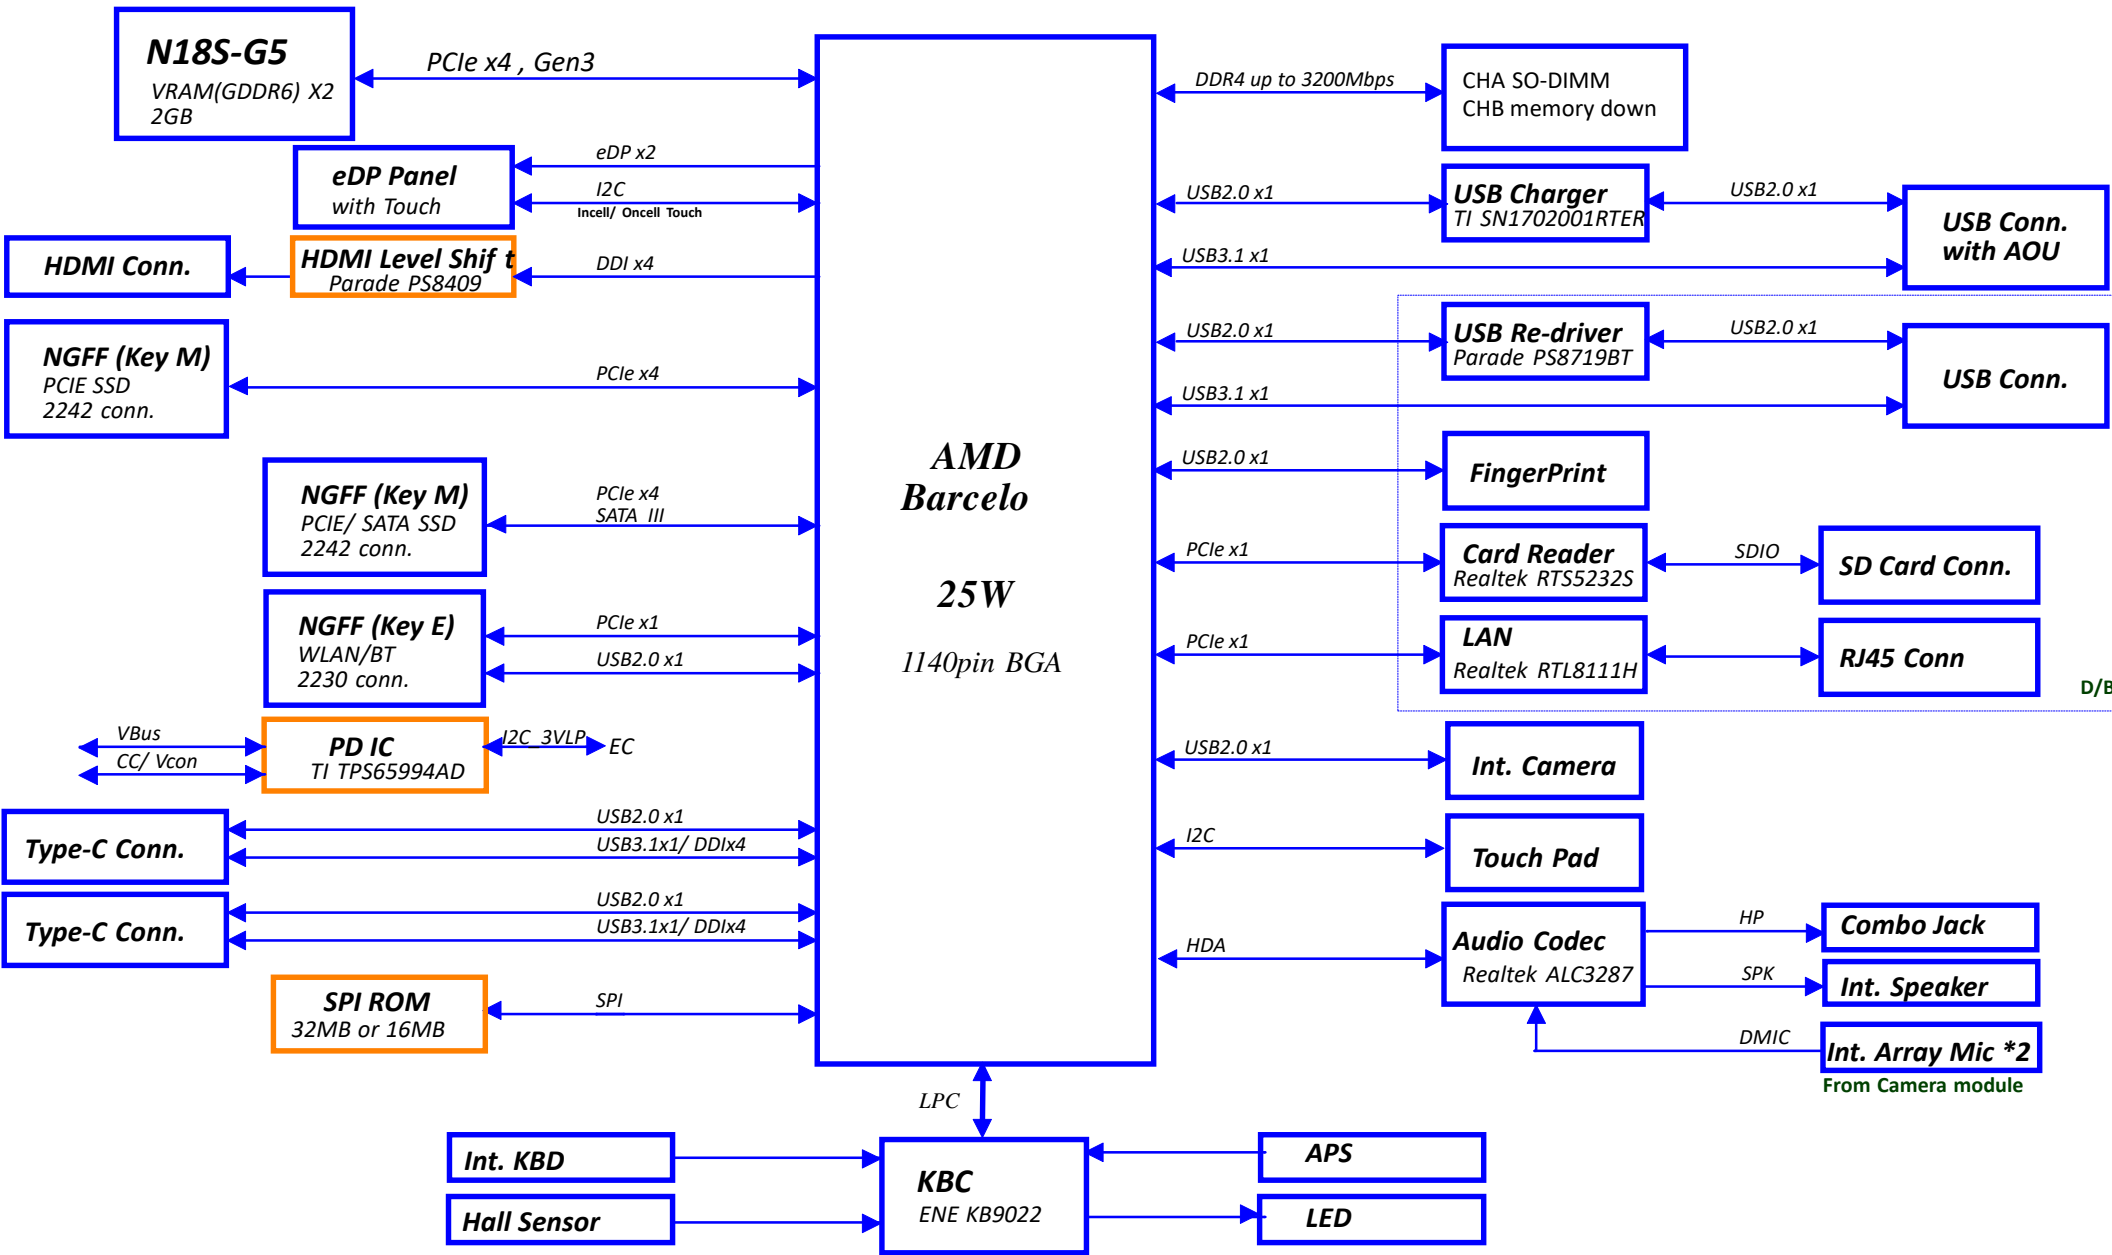 N18S-G5
VRAM(GDDR6) X2
2GB
PCIe x4 , Gen3
eDP Panel
with Touch
eDP x2
I2C
Incell/ Oncell Touch
HDMI Conn.
HDMI Level Shif t
Parade PS8409
DDI x4
NGFF (Key M)
PCIE SSD
2242 conn.
PCIe x4
NGFF (Key M)
PCIE/ SATA SSD
2242 conn.
PCIe x4
SATA III
NGFF (Key E)
WLAN/BT
2230 conn.
PCIe x1
USB2.0 x1
VBus
CC/ Vcon
PD IC
TI TPS65994AD
I2C_3VLP
EC
Type-C Conn.
USB2.0 x1
USB3.1x1/ DDIx4
Type-C Conn.
USB2.0 x1
USB3.1x1/ DDIx4
SPI ROM
32MB or 16MB
SPI
AMD
Barcelo
25W
1140pin BGA
DDR4 up to 3200Mbps
CHA SO-DIMM
CHB memory down
USB2.0 x1
USB Charger
TI SN1702001RTER
USB2.0 x1
USB3.1 x1
USB Conn.
with AOU
USB2.0 x1
USB Re-driver
Parade PS8719BT
USB2.0 x1
USB3.1 x1
USB Conn.
USB2.0 x1
FingerPrint
PCIe x1
Card Reader
Realtek RTS5232S
SDIO
SD Card Conn.
PCIe x1
LAN
Realtek RTL8111H
RJ45 Conn
D/B
USB2.0 x1
Int. Camera
I2C
Touch Pad
HDA
Audio Codec
Realtek ALC3287
HP
Combo Jack
SPK
Int. Speaker
DMIC
Int. Array Mic *2
From Camera module
LPC
Int. KBD
Hall Sensor
KBC
ENE KB9022
APS
LED